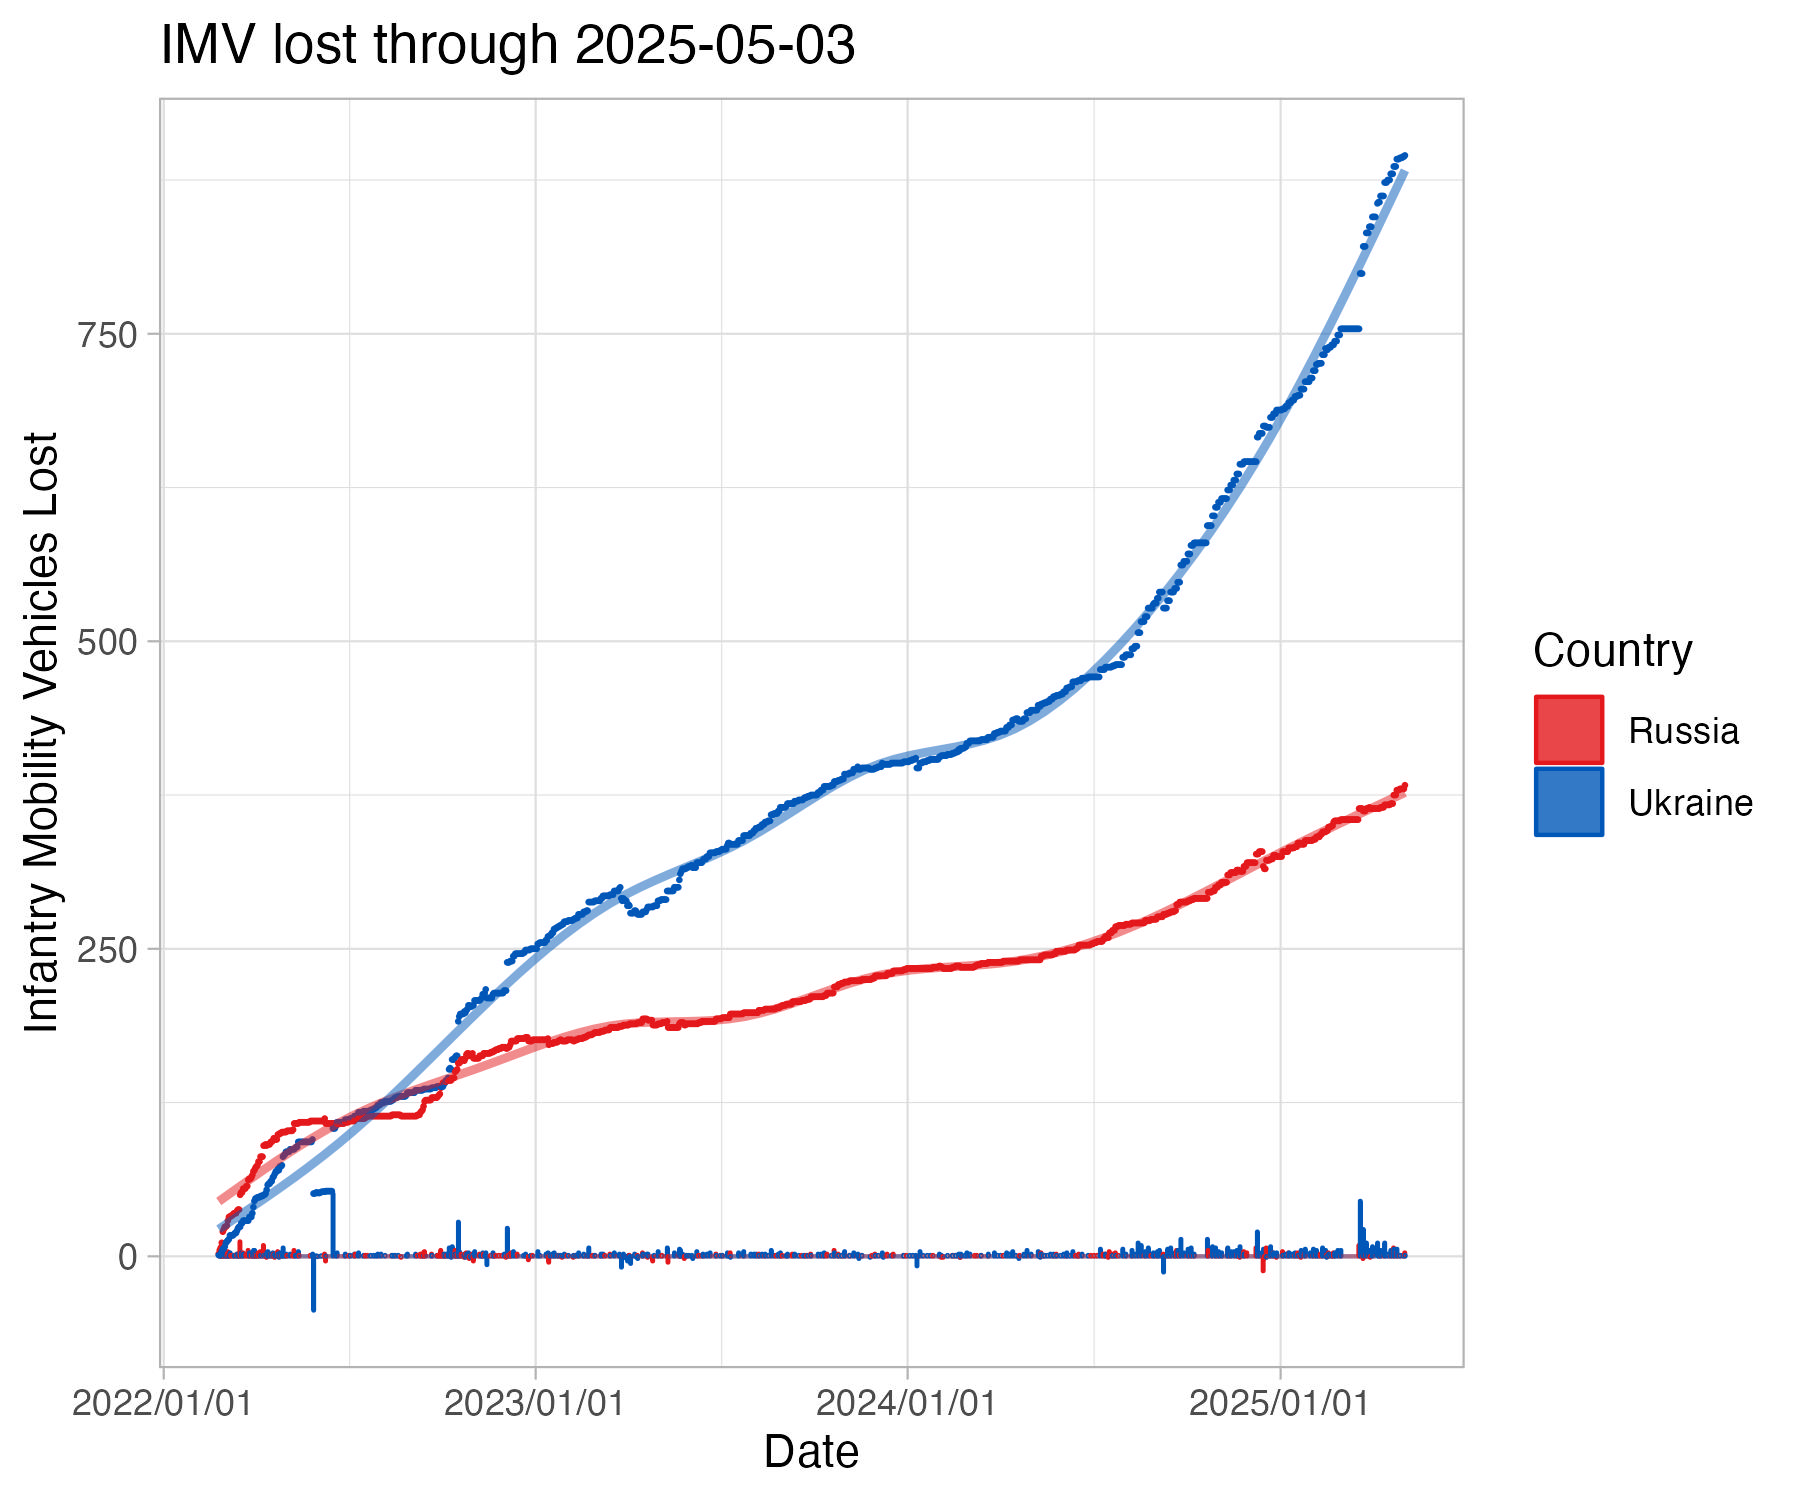 IMV lost through 2025-05-03
Infantry Mobility Vehicles Lost
750
500
250
0
2022/01/01
2023/01/01
2024/01/01
2025/01/01
Date
Country
Russia
Ukraine